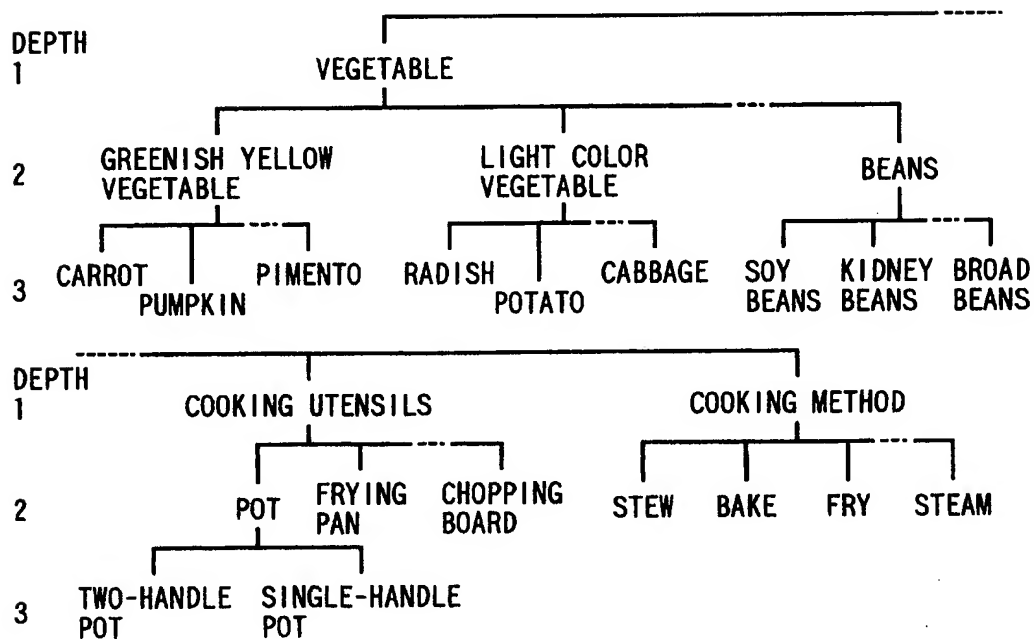 DEPTH
1 VEGETABLE
2 GREENISH YELLOW VEGETABLE LIGHT COLOR VEGETABLE BEANS
3 CARROT PUMPKIN PIMENTO RADISH POTATO CABBAGE SOY BEANS KIDNEY BEANS BROAD BEANS
DEPTH
1 COOKING UTENSILS COOKING METHOD
2 POT FRYING PAN CHOPPING BOARD STEW BAKE FRY STEAM
3 TWO-HANDLE POT SINGLE-HANDLE POT